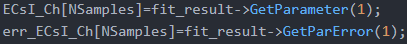 ECsI_Ch[NSamples]=fit_result->GetParameter(1);
err_ECsI_Ch[NSamples]=fit_result->GetParError(1);